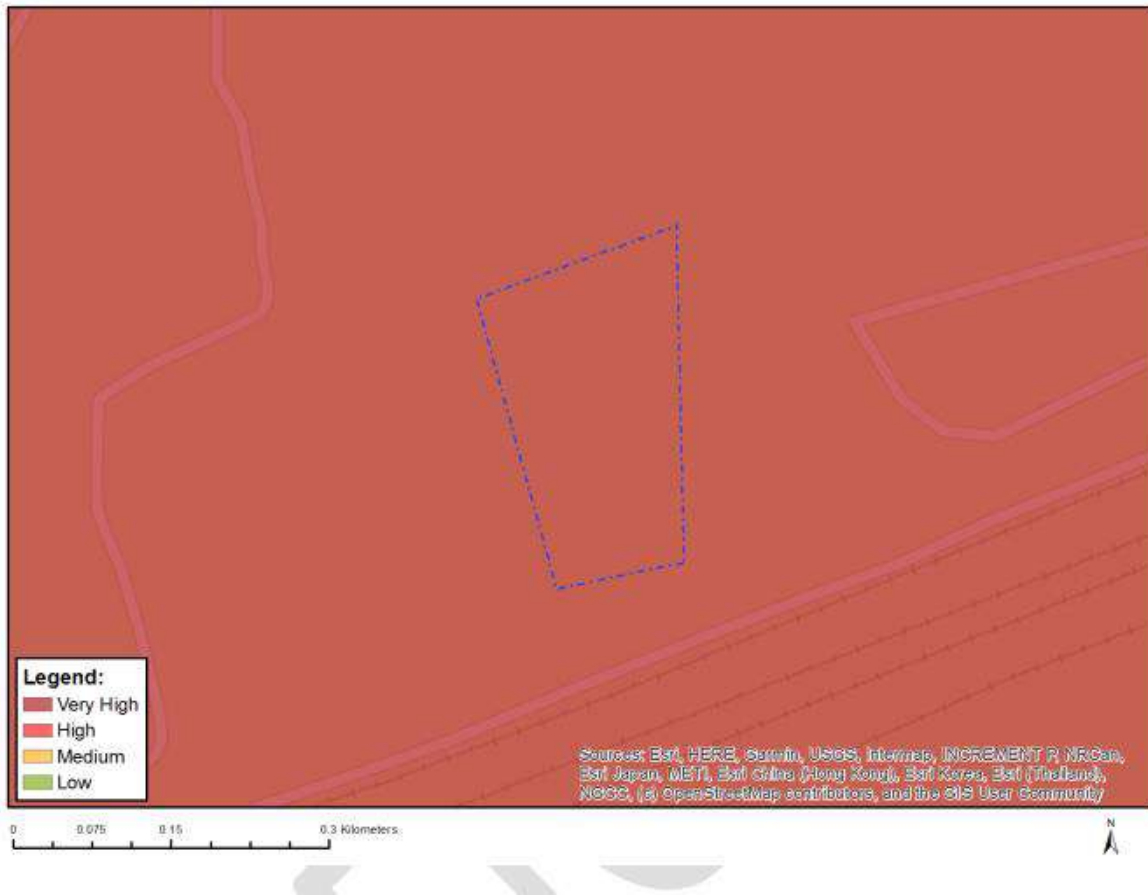 Legend:
Very High
High
Medium
Low
Sources: Esri, HERE, Garmin, USGS, Intermap, INCREMENT P, NRCan,
Esri Japan, METI, Esri China (Hong Kong), Esri Korea, Esri (Thailand),
NGCC, (c) OpenStreetMap contributors, and the GIS User Community
0 0.075 0.15 0.3 Kilometers
N